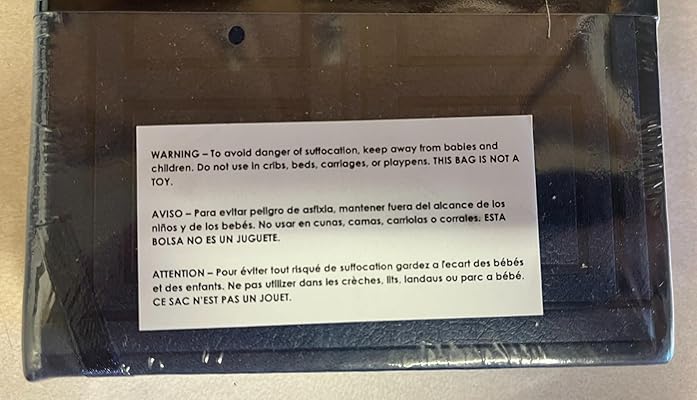 WARNING – To avoid danger of suffocation, keep away from babies and
children. Do not use in cribs, beds, carriages, or playpens. THIS BAG IS NOT A
TOY.
AVISO – Para evitar peligro de asfixia, mantener fuera del alcance de los
niños y de los bebés. No usar en cunas, camas, carriolas o corrales. ESTA
BOLSA NO ES UN JUGUETE.
ATTENTION – Pour éviter tout risqué de suffocation gardez a l'ecart des bébés
et des enfants. Ne pas utilizer dans les crèches, lits, landaus ou parc a bébé.
CE SAC N'EST PAS UN JOUET.